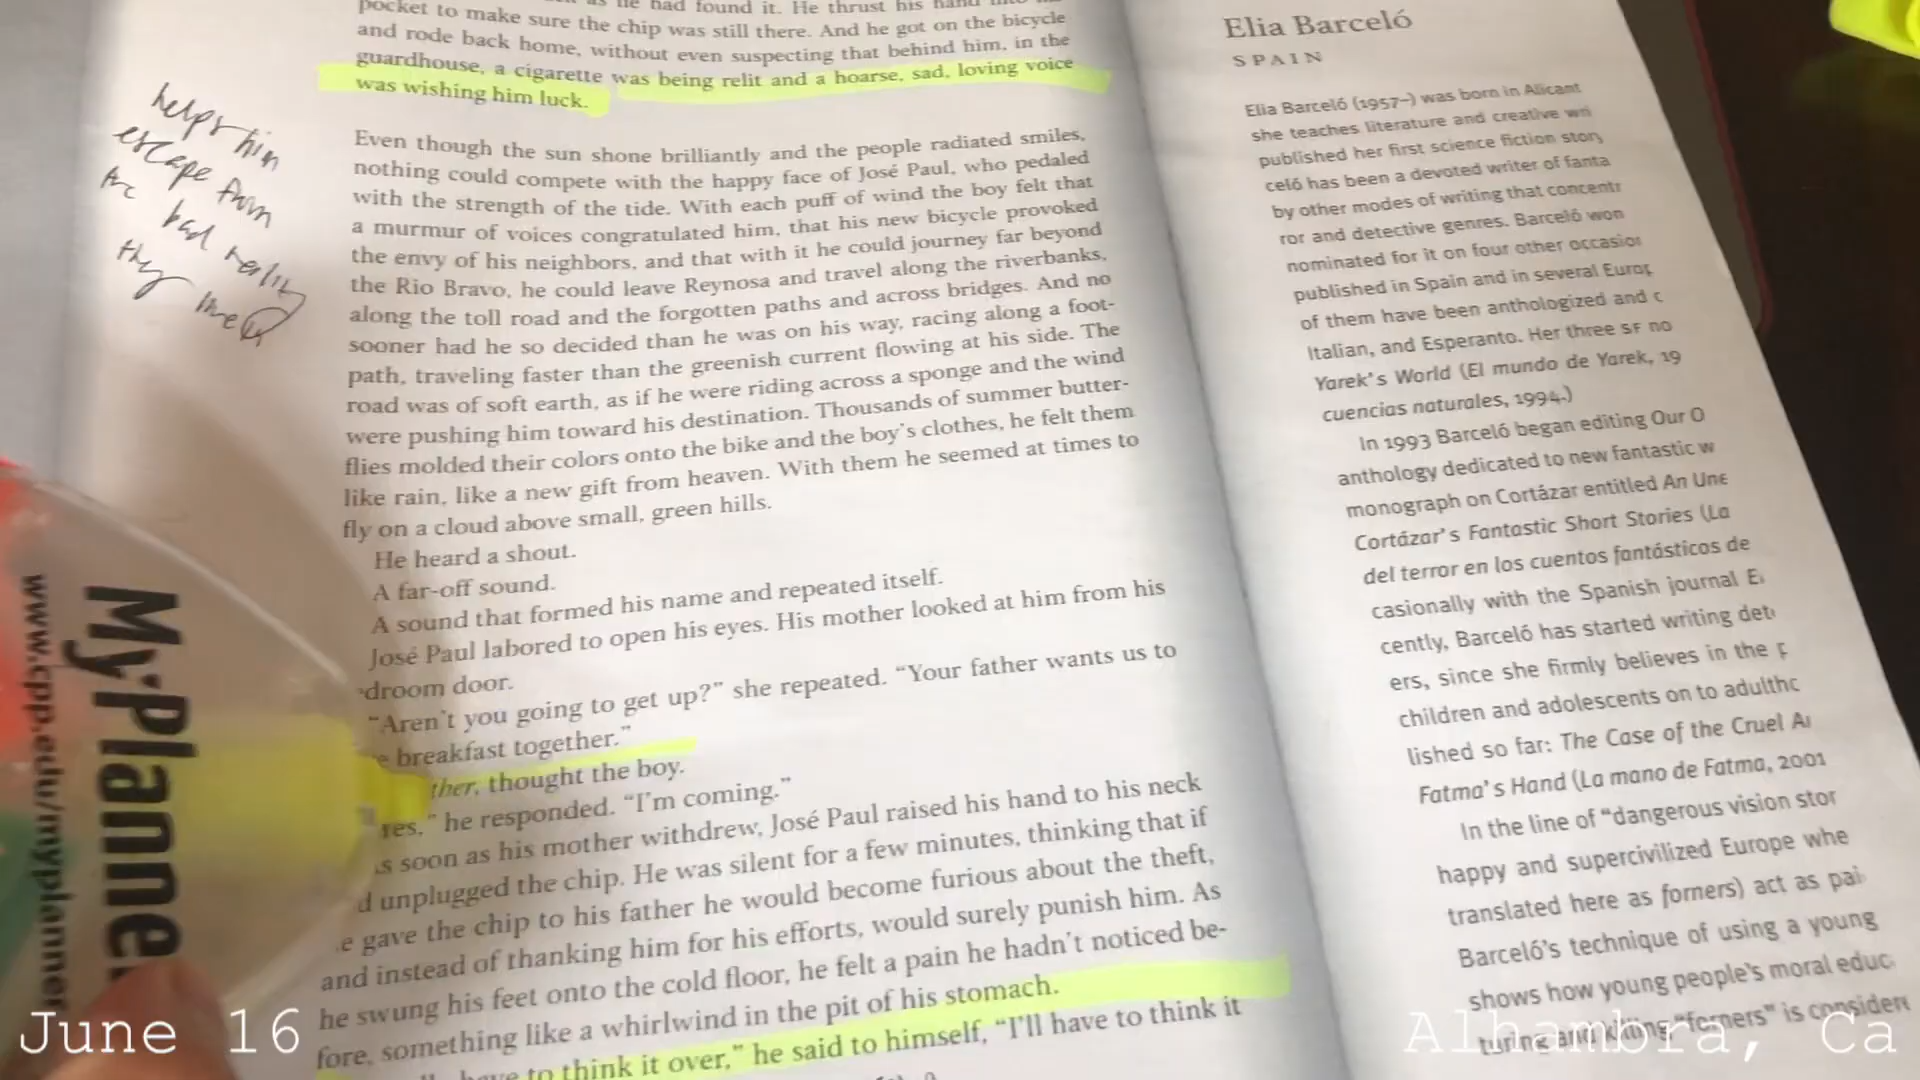 he had found it. He thrust his hand into
pocket to make sure the chip was still there. And he got on the bicycle
and rode back home, without even suspecting that behind him, in the
guardhouse, a cigarette was being relit and a hoarse, sad, loving voice
was wishing him luck.
Even though the sun shone brilliantly and the people radiated smiles,
nothing could compete with the happy face of José Paul, who pedaled
with the strength of the tide. With each puff of wind the boy felt that
a murmur of voices congratulated him, that his new bicycle provoked
the envy of his neighbors, and that with it he could journey far beyond
the Rio Bravo, he could leave Reynosa and travel along the riverbanks,
along the toll road and the forgotten paths and across bridges. And no
sooner had he so decided than he was on his way, racing along a foot-
path, traveling faster than the greenish current flowing at his side. The
road was of soft earth, as if he were riding across a sponge and the wind
were pushing him toward his destination. Thousands of summer butter-
flies molded their colors onto the bike and the boy's clothes, he felt them
like rain, like a new gift from heaven. With them he seemed at times to
fly on a cloud above small, green hills.
He heard a shout.
A far-off sound.
A sound that formed his name and repeated itself.
José Paul labored to open his eyes. His mother looked at him from his
droom door.
"Aren't you going to get up?" she repeated. "Your father wants us to
breakfast together."
ther, thought the boy.
he responded. "I'm coming."
s soon as his mother withdrew, José Paul raised his hand to his neck
d unplugged the chip. He was silent for a few minutes, thinking that if
e gave the chip to his father he would become furious about the theft,
and instead of thanking him for his efforts, would surely punish him. As
he swung his feet onto the cold floor, he felt a pain he hadn't noticed be-
fore, something like a whirlwind in the pit of his stomach.
to think it over," he said to himself, "I'll have to think it
helps him
escape from
the bad reality
they live
Elia Barceló
SPAIN
Elia Barceló (1957–) was born in Alicant
she teaches literature and creative wri
published her first science fiction story
celó has been a devoted writer of fanta
by other modes of writing that concentr
ror and detective genres. Barceló won
nominated for it on four other occasion
published in Spain and in several Europ
of them have been anthologized and c
Italian, and Esperanto. Her three SF no
Yarek's World (El mundo de Yarek, 19
cuencias naturales, 1994.)
In 1993 Barceló began editing Our O
anthology dedicated to new fantastic w
monograph on Cortázar entitled An Une
Cortázar's Fantastic Short Stories (La
del terror en los cuentos fantásticos de
casionally with the Spanish journal E
cently, Barceló has started writing det
ers, since she firmly believes in the p
children and adolescents on to adultho
lished so far: The Case of the Cruel A
Fatma's Hand (La mano de Fatma, 2001
In the line of "dangerous vision stor
happy and supercivilized Europe whe
translated here as forners) act as pai
Barceló's technique of using a young
shows how young people's moral educ
turing and killing "forners" is considere
My Planner
www.cpp.edu/myplanner
June 16
Alhambra, Ca